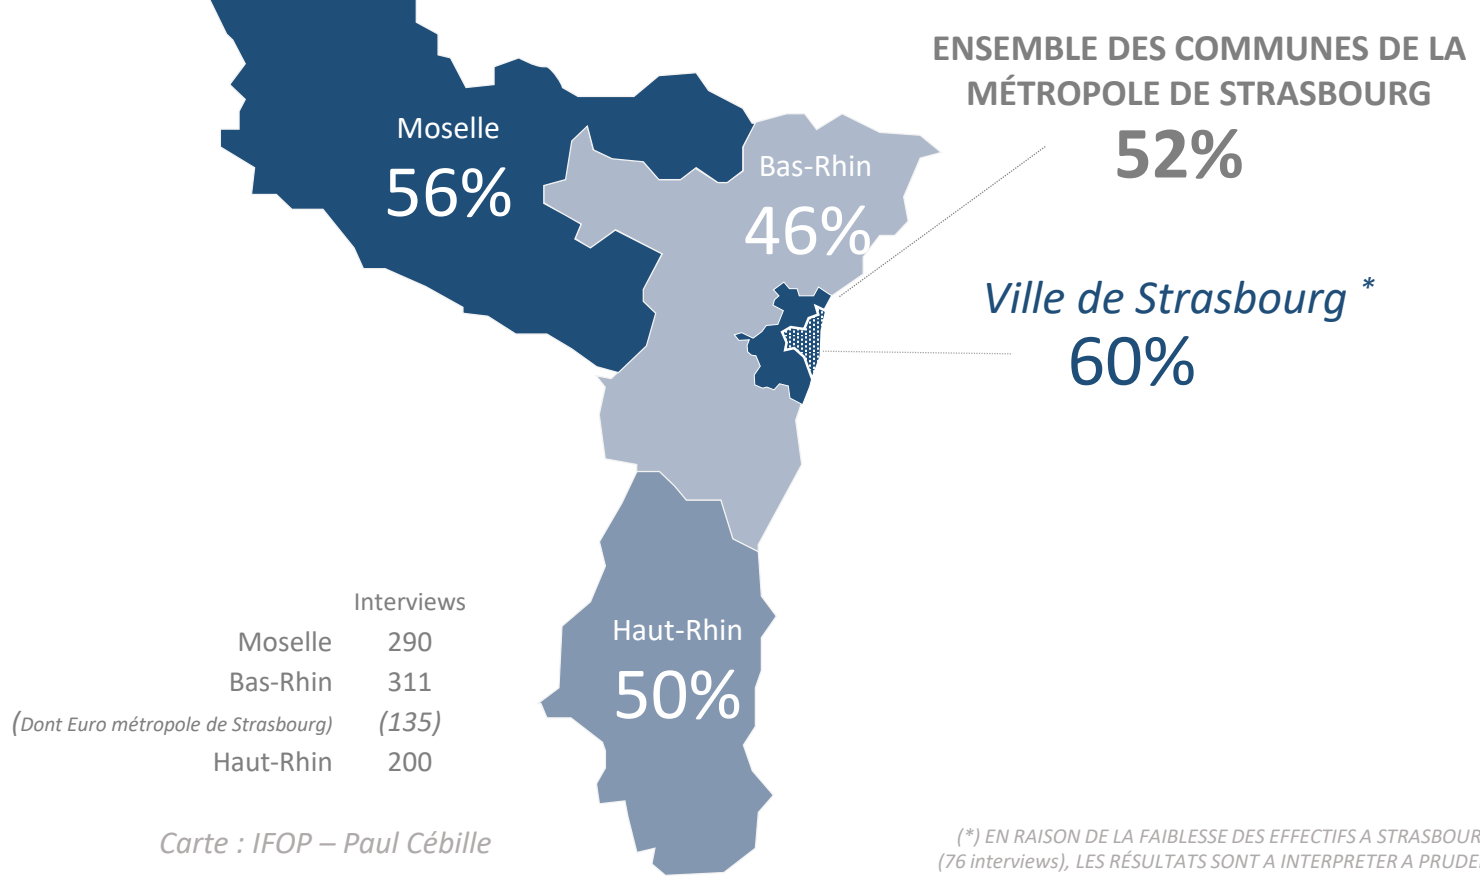 ENSEMBLE DES COMMUNES DE LA
MÉTROPOLE DE STRASBOURG
52%
Moselle
56%
Bas-Rhin
46%
Ville de Strasbourg *
60%
Haut-Rhin
50%
Interviews
Moselle 290
Bas-Rhin 311
(Dont Euro métropole de Strasbourg) (135)
Haut-Rhin 200
Carte : IFOP – Paul Cébille
(*) EN RAISON DE LA FAIBLESSE DES EFFECTIFS A STRASBOUR
(76 interviews), LES RÉSULTATS SONT A INTERPRETER A PRUDE